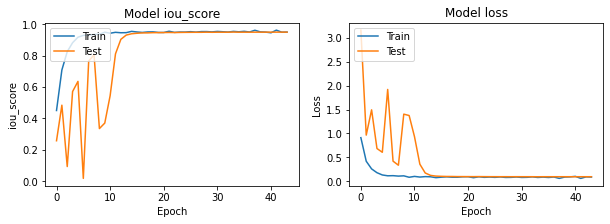 Model iou_score
1.0
0.8
0.6
0.4
0.2
0.0
iou_score
Train
Test
0 10 20 30 40
Epoch
Model loss
3.0
2.5
2.0
1.5
1.0
0.5
0.0
Loss
Train
Test
0 10 20 30 40
Epoch